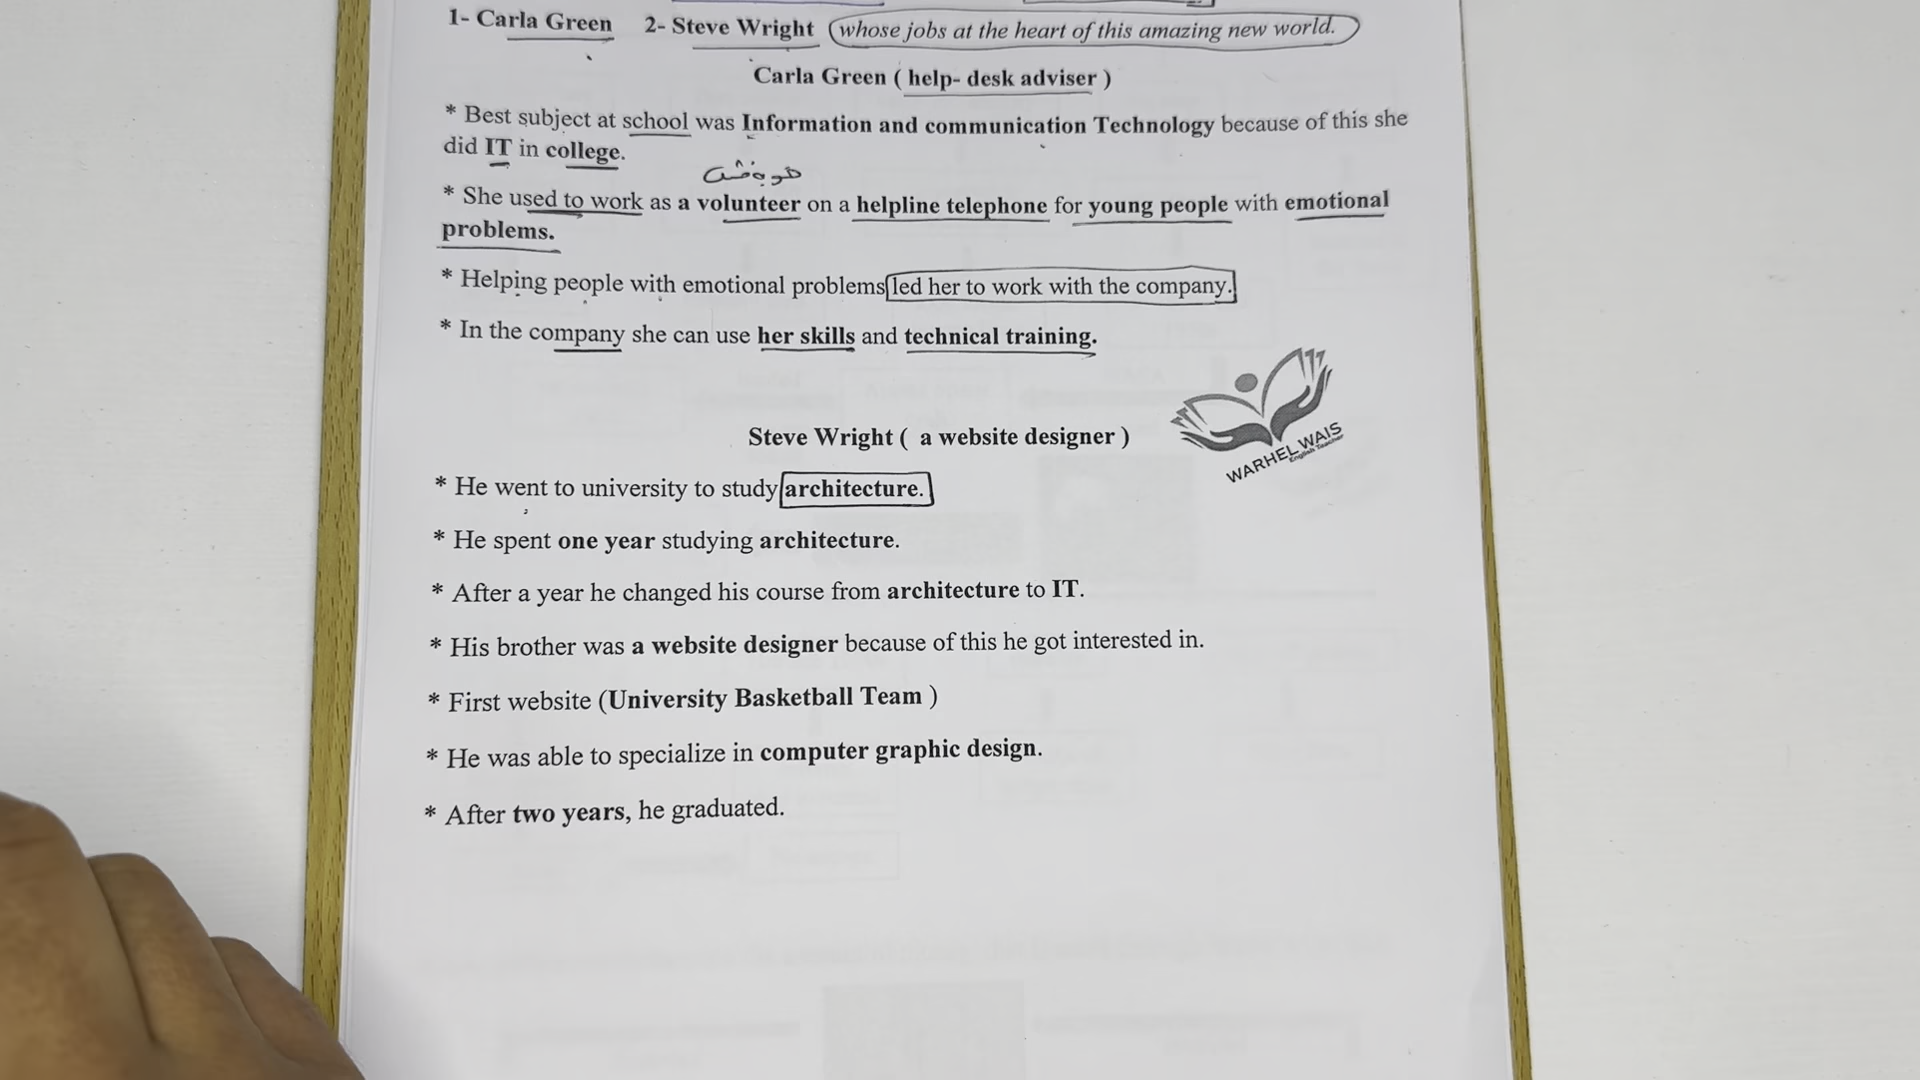 1- Carla Green 2- Steve Wright whose jobs at the heart of this amazing new world.
Carla Green ( help- desk adviser )
* Best subject at school was Information and communication Technology because of this she
did IT in college.
* She used to work as a volunteer on a helpline telephone for young people with emotional
problems.
* Helping people with emotional problems led her to work with the company.
* In the company she can use her skills and technical training.
WARHEL WAIS
English Teacher
Steve Wright ( a website designer )
* He went to university to study architecture.
* He spent one year studying architecture.
* After a year he changed his course from architecture to IT.
* His brother was a website designer because of this he got interested in.
* First website (University Basketball Team )
* He was able to specialize in computer graphic design.
* After two years, he graduated.